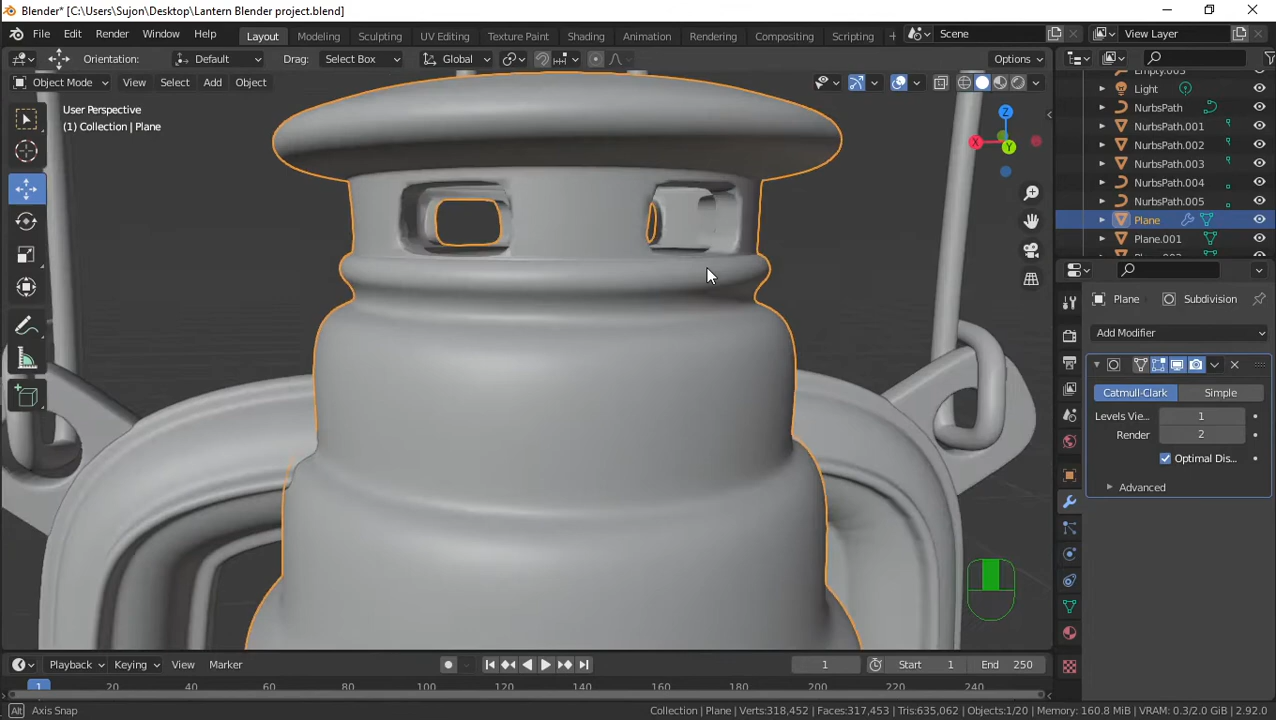 Blender* [C:\Users\Sujon\Desktop\Lantern Blender project.blend]
File Edit Render Window Help Layout Modeling Sculpting UV Editing Texture Paint Shading Animation Rendering Compositing Scripting Scene View Layer
Orientation: Default Drag: Select Box Global Options
Object Mode View Select Add Object
User Perspective
(1) Collection | Plane
Z
X
Y
Light
NurbsPath
NurbsPath.001
NurbsPath.002
NurbsPath.003
NurbsPath.004
NurbsPath.005
Plane
Plane.001
Plane Subdivision
Add Modifier
Catmull-Clark Simple
Levels Vie... 1
Render 2
Optimal Dis...
Advanced
Playback Keying View Marker 1 Start 1 End 250
1 20 40 60 80 100 120 140 160 180 200 220 240
Alt Axis Snap Collection | Plane | Verts:318,452 | Faces:317,453 | Tris:635,062 | Objects:1/20 | Memory: 160.8 MiB | VRAM: 0.3/2.0 GiB | 2.92.0